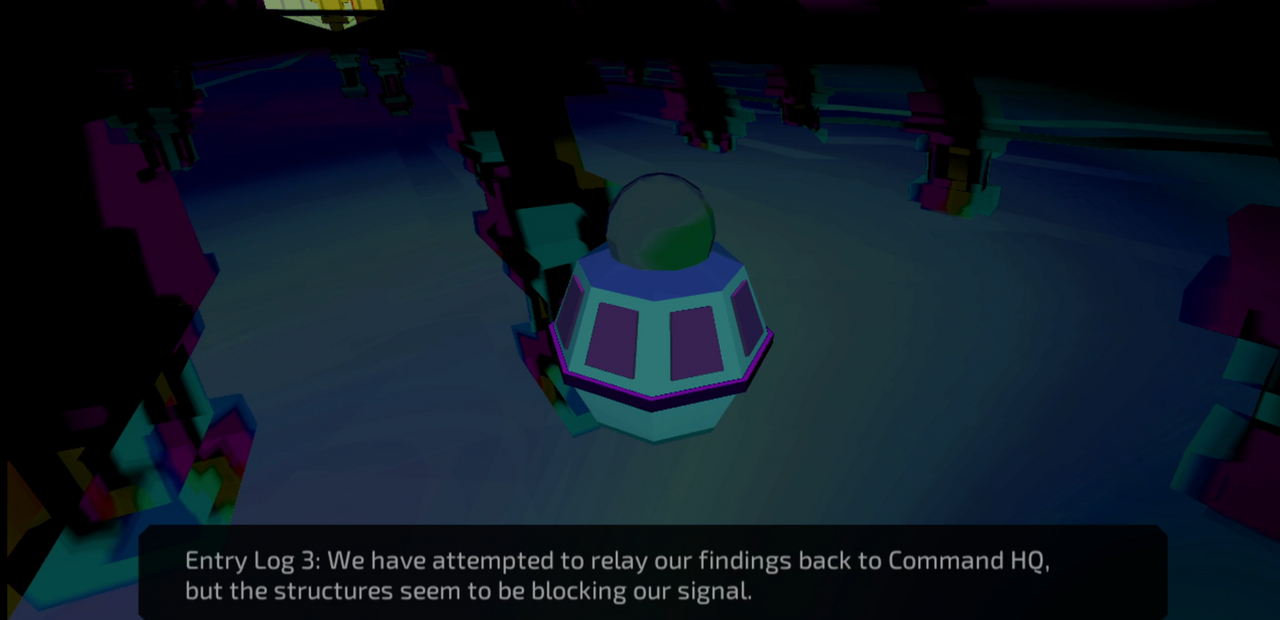 Entry Log 3: We have attempted to relay our findings back to Command HQ,
but the structures seem to be blocking our signal.